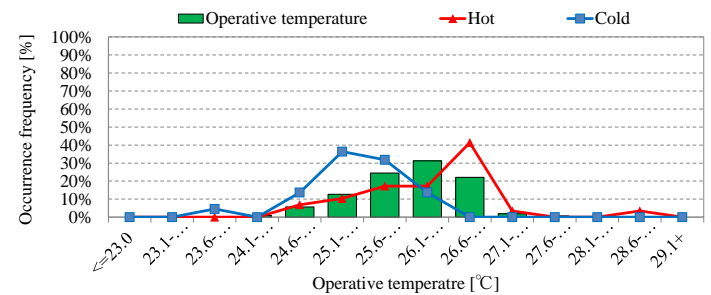 Operative temperature Hot Cold
Occurrence frequency [%]
100%
90%
80%
70%
60%
50%
40%
30%
20%
10%
0%
<=23.0 23.1-... 23.6-... 24.1-... 24.6-... 25.1-... 25.6-... 26.1-... 26.6-... 27.1-... 27.6-... 28.1-... 28.6-... 29.1+
Operative temperatre [℃]